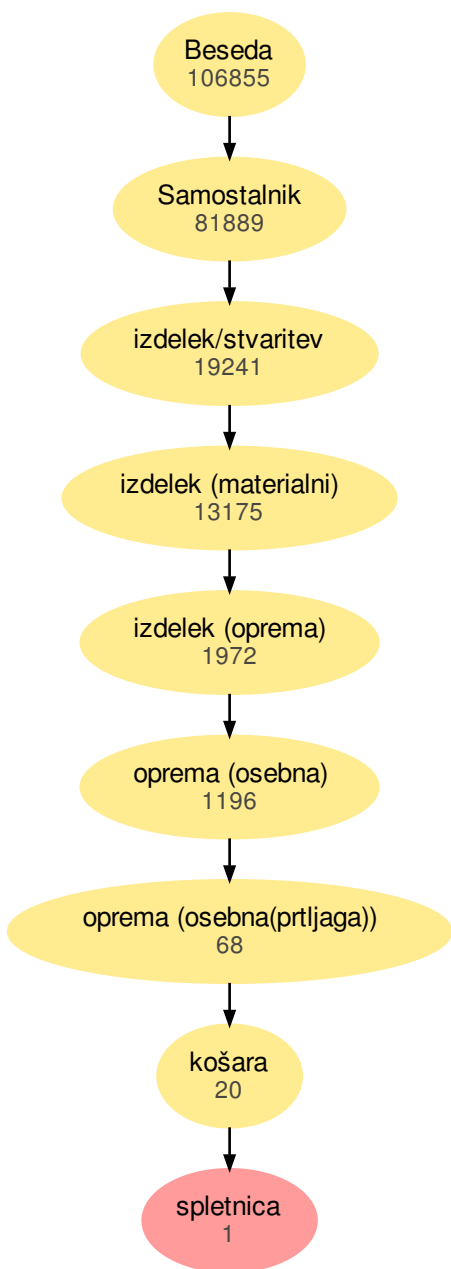 Beseda
106855
Samostalnik
81889
izdelek/stvaritev
19241
izdelek (materialni)
13175
izdelek (oprema)
1972
oprema (osebna)
1196
oprema (osebna(prtljaga))
68
košara
20
spletnica
1